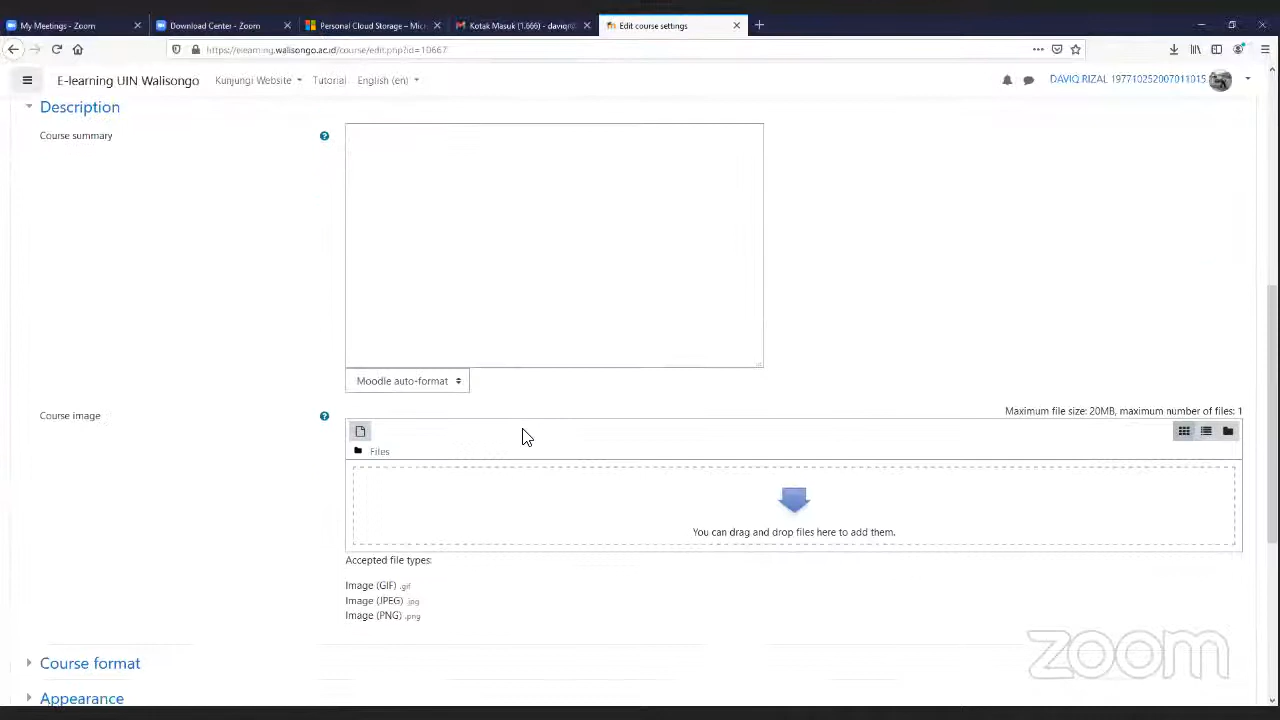 My Meetings - Zoom
Download Center - Zoom
Personal Cloud Storage – Micr
Kotak Masuk (1.666) - daviqr@
Edit course settings
https://elearning.walisongo.ac.id/course/edit.php?id=10667
E-learning UIN Walisongo
Kunjungi Website
Tutorial
English (en)
DAVIQ RIZAL 197710252007011015
Description
Course summary
Moodle auto-format
Course image
Maximum file size: 20MB, maximum number of files: 1
Files
You can drag and drop files here to add them.
Accepted file types:
Image (GIF) .gif
Image (JPEG) .jpg
Image (PNG) .png
zoom
Course format
Appearance